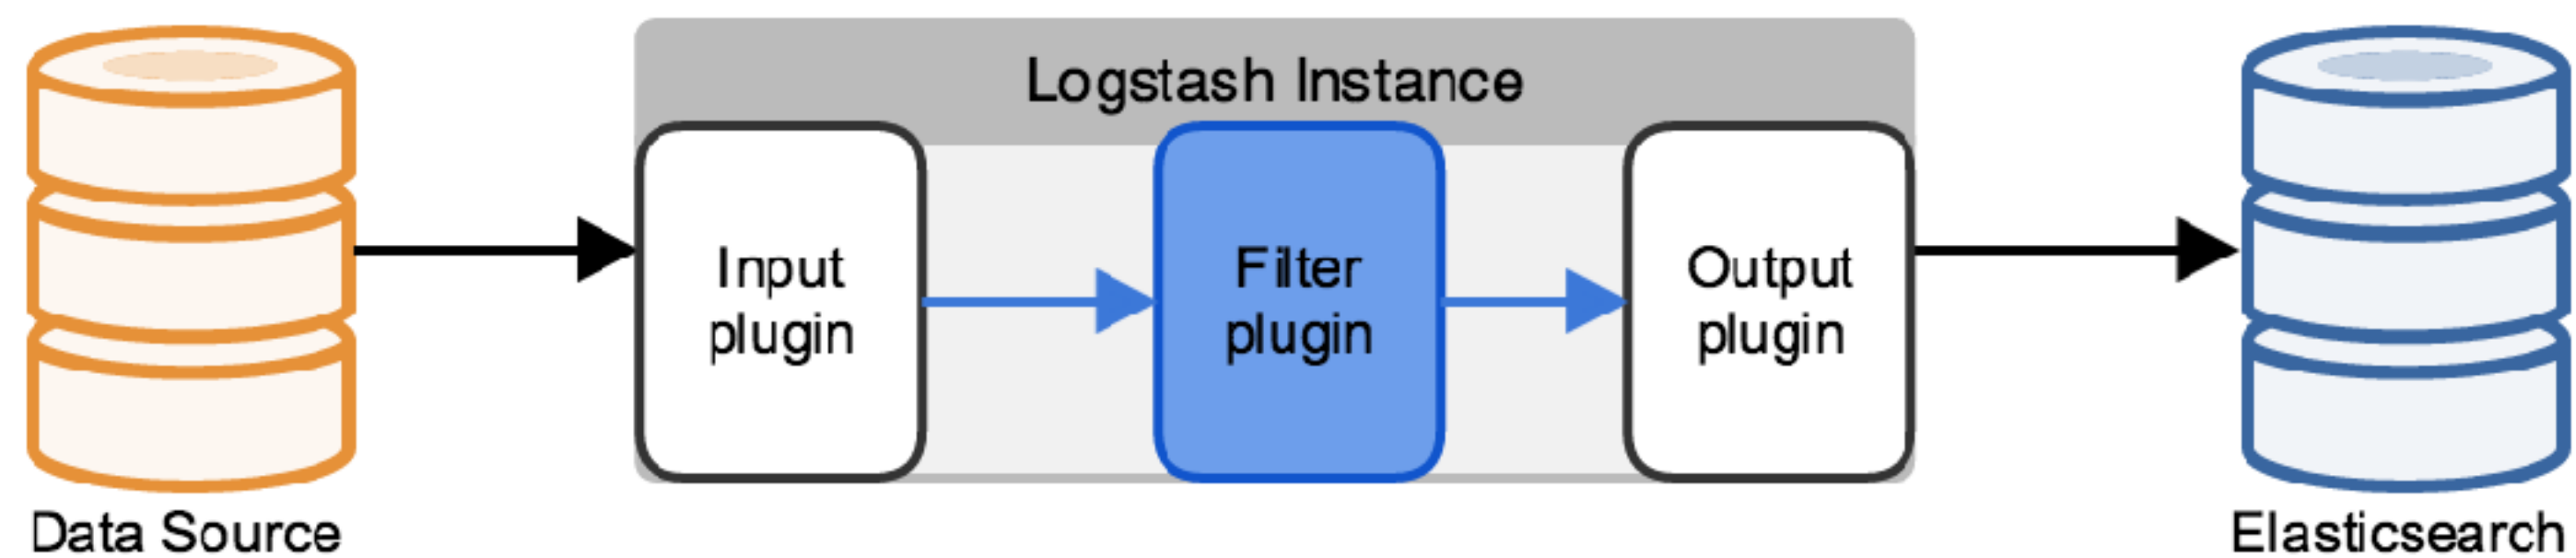 Logstash Instance
Input
plugin
Filter
plugin
Output
plugin
Data Source
Elasticsearch